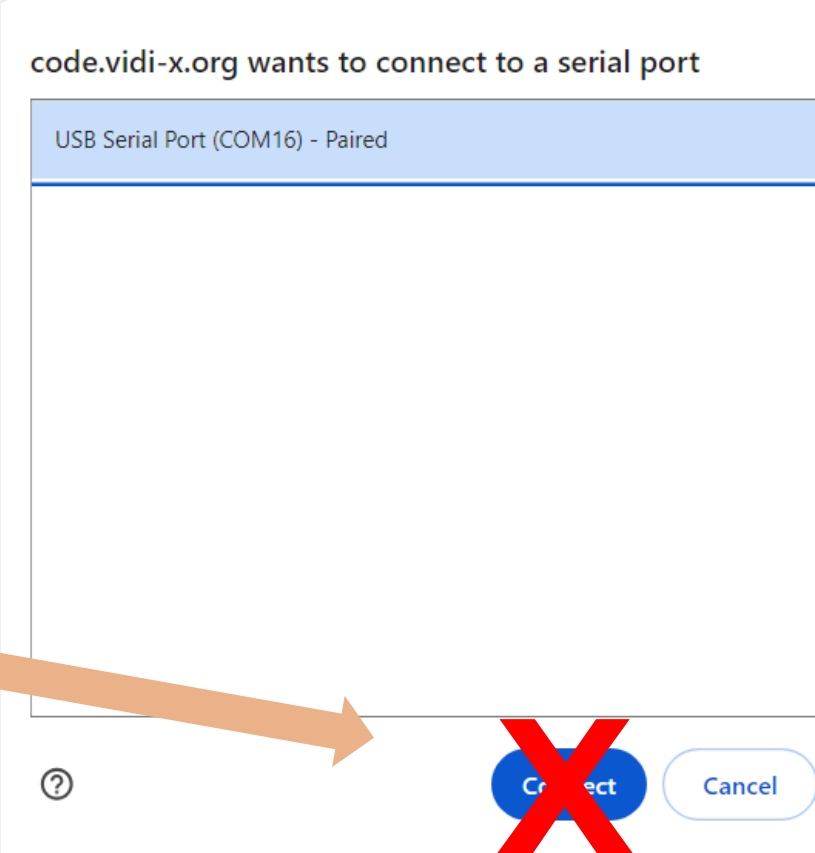 code.vidi-x.org wants to connect to a serial port
USB Serial Port (COM16) - Paired
Cancel